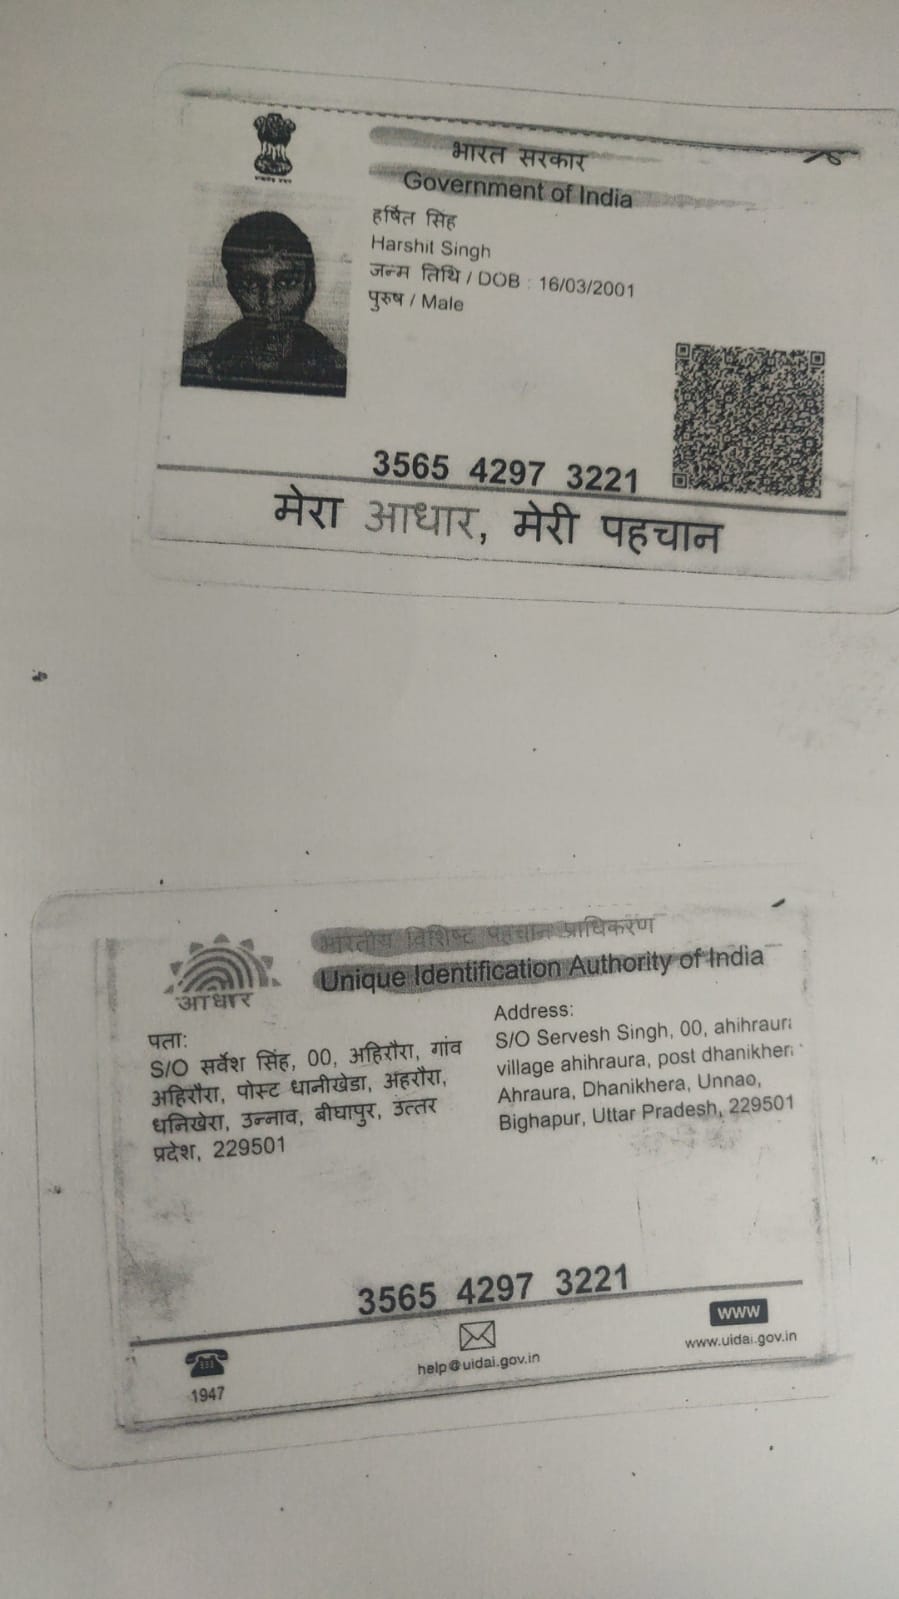 भारत सरकार
Government of India
हर्षित सिंह
Harshit Singh
जन्म तिथि / DOB : 16/03/2001
पुरुष / Male
3565 4297 3221
मेरा आधार, मेरी पहचान
भारतीय विशिष्ट पहचान प्राधिकरण
Unique Identification Authority of India
आधार
पता:
S/O सर्वेश सिंह, 00, अहिरौरा, गांव
अहिरौरा, पोस्ट धानीखेडा, अहरौरा,
धनिखेरा, उन्नाव, बीघापुर, उत्तर
प्रदेश, 229501
Address:
S/O Servesh Singh, 00,
village ahihraura, post
Ahraura, Dhanikhera, Unnao,
Bighapur, Uttar Pradesh, 229501
3565 4297 3221
1947
help@uidai.gov.in
www
www.uidai.gov.in